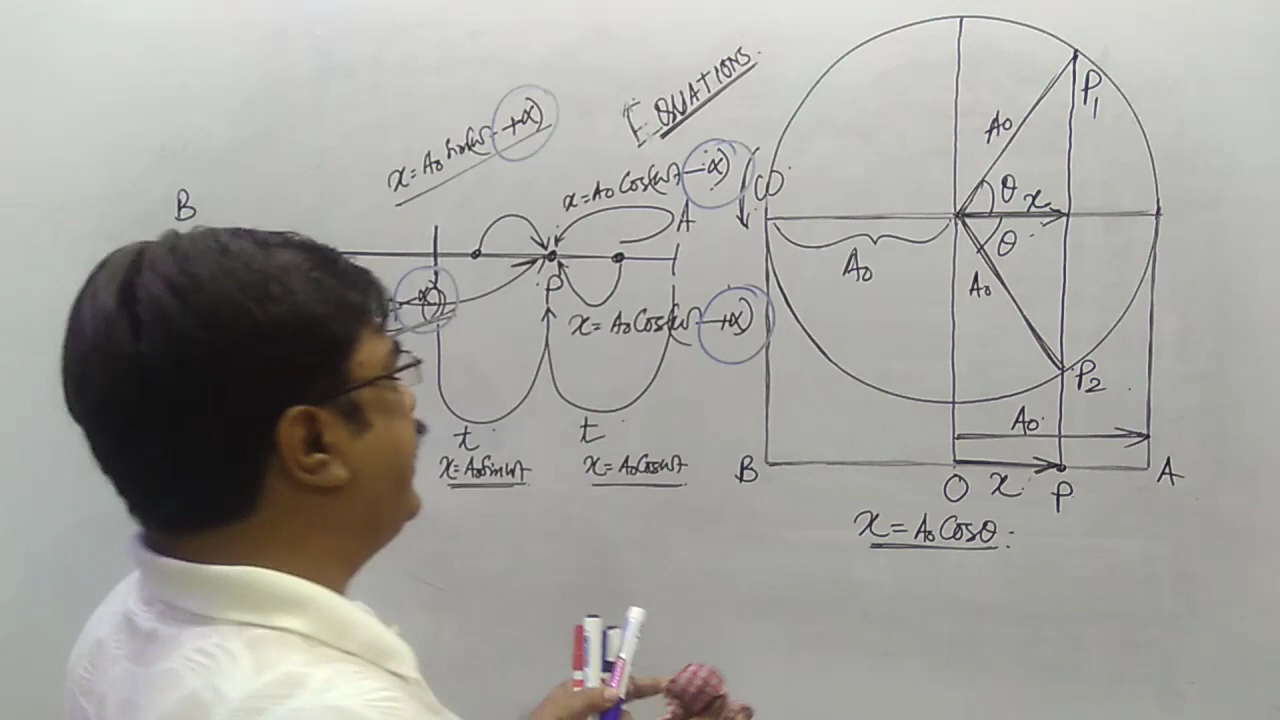 EQUATIONS.
x = A₀ sin(ωt +α)
x = A₀ Cos(ωt -α)
B
A
P
α)
x = A₀ Cos(ωt +α)
t
t
x = A₀ Sin ωt
x = A₀ Cos ωt
ω
P₁
A₀
θ
x
θ
A₀
A₀
P₂
A₀
B
O
x
P
A
x = A₀ Cosθ.